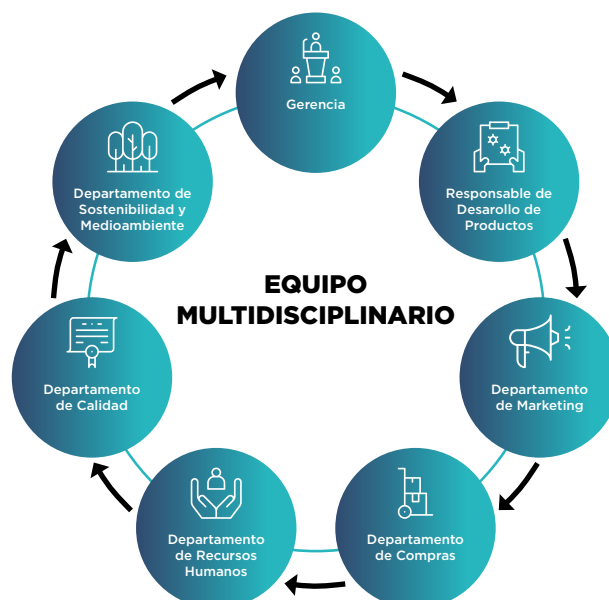 Gerencia
Responsable de
Desarollo de
Productos
Departamento
de Marketing
Departamento
de Compras
Departamento
de Recursos
Humanos
Departamento
de Calidad
Departamento de
Sostenibilidad y
Medioambiente
EQUIPO
MULTIDISCIPLINARIO